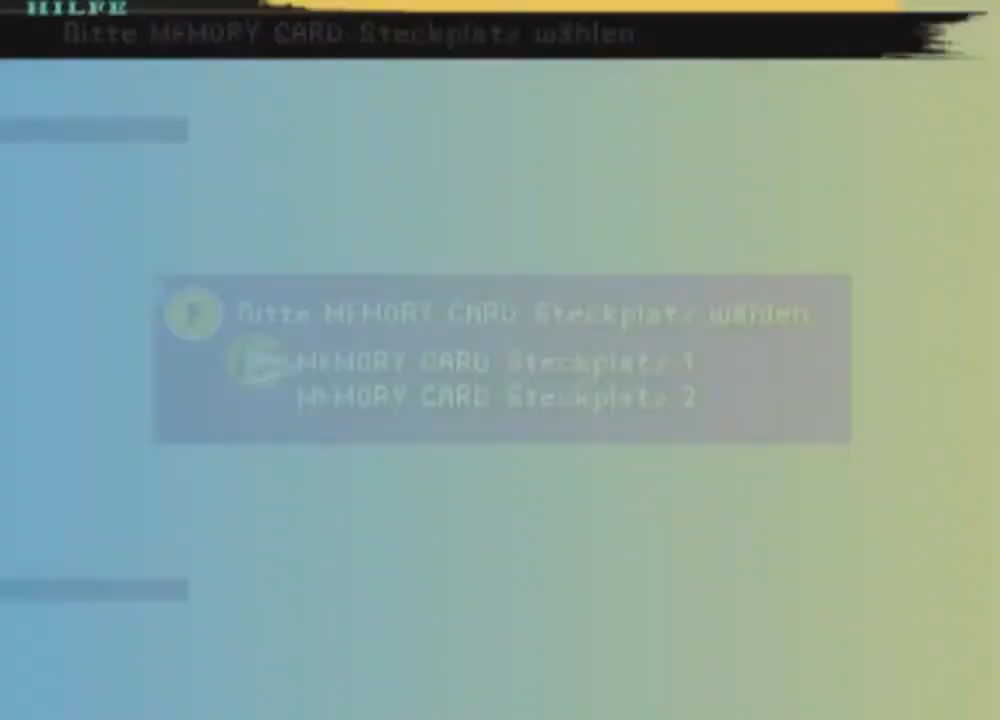 HILFE
Bitte MEMORY CARD Steckplatz wählen
Bitte MEMORY CARD Steckplatz wählen
MEMORY CARD Steckplatz 1
MEMORY CARD Steckplatz 2